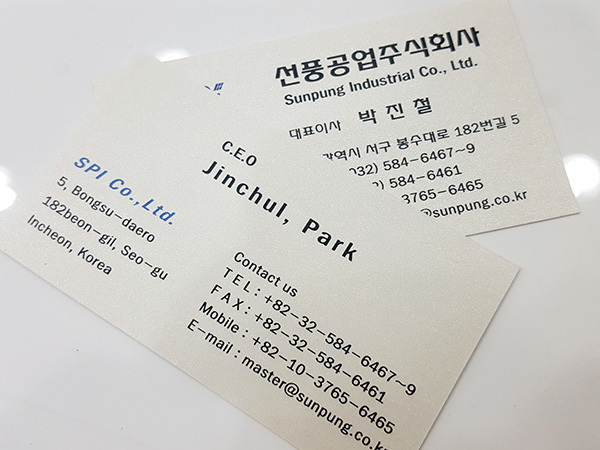 선풍공업주식회사
Sunpung Industrial Co., Ltd.
대표이사 박진철
광역시 서구 봉수대로 182번길 5
032) 584-6467~9
) 584-6461
3765-6465
@sunpung.co.kr
SPI Co.,Ltd.
5, Bongsu-daero
182beon-gil, Seo-gu
Incheon, Korea
C.E.O
Jinchul, Park
Contact us
TEL : +82-32-584-6467~9
FAX : +82-32-584-6461
Mobile : +82-10-3765-6465
E-mail : master@sunpung.co.kr